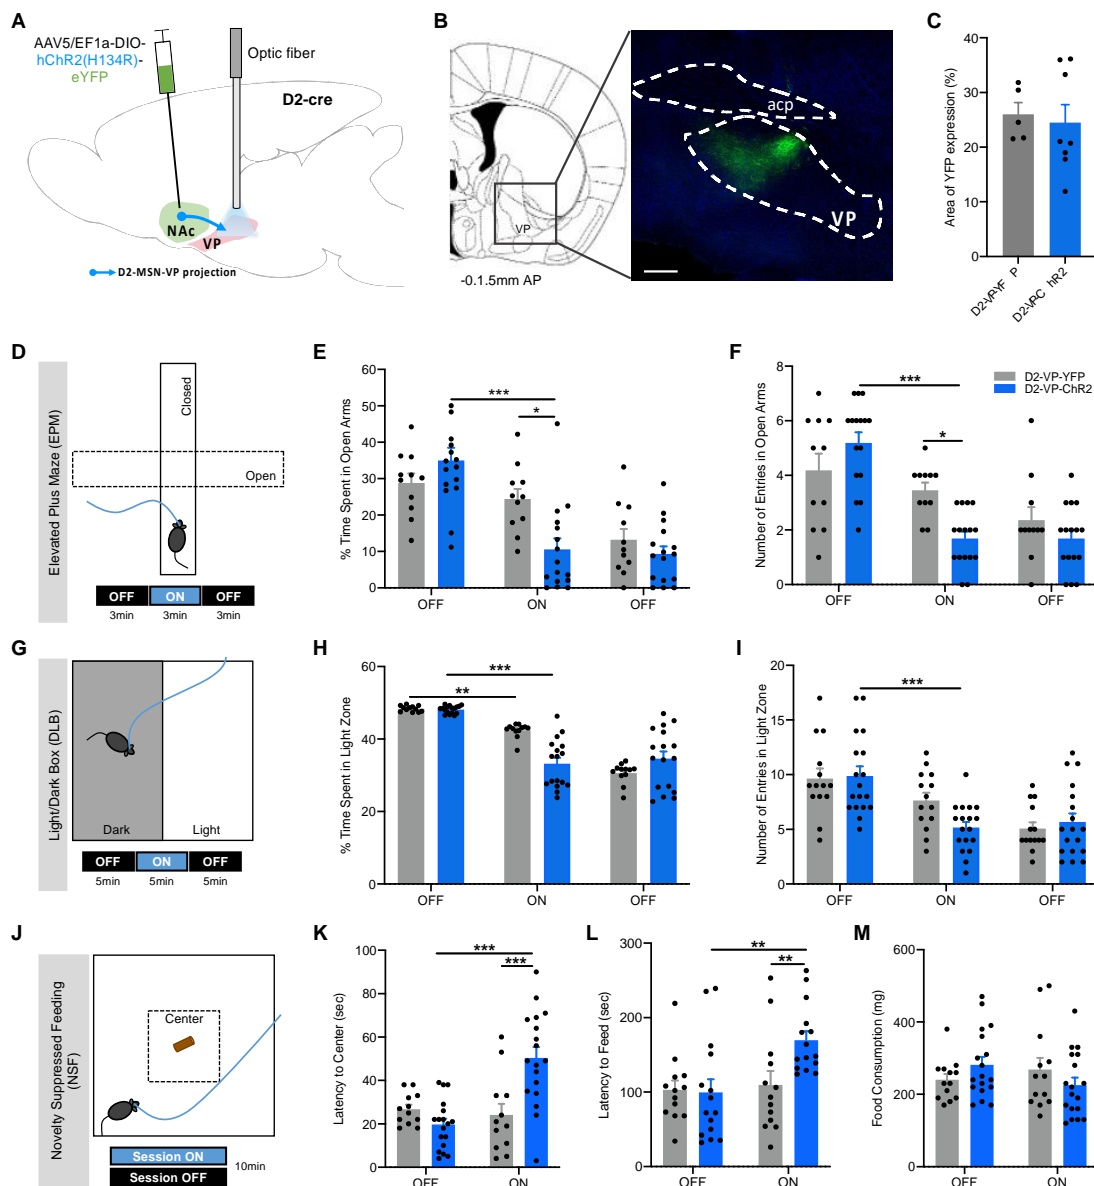 A
AAV5/EF1a-DIO-
hChR2(H134R)-
eYFP
Optic fiber
D2-cre
NAc
VP
D2-MSN-VP projection
B
VP
-0.1.5mm AP
acp
VP
C
Area of YFP expression (%)
40
30
20
10
0
D2-VP-YF P
D2-VP-C hR2
D
Elevated Plus Maze (EPM)
Closed
Open
OFF ON OFF
3min 3min 3min
E
% Time Spent in Open Arms
60
50
40
30
20
10
0
***
*
OFF ON OFF
F
Number of Entries in Open Arms
8
6
4
2
0
***
*
D2-VP-YFP
D2-VP-ChR2
OFF ON OFF
G
Light/Dark Box (DLB)
Dark Light
OFF ON OFF
5min 5min 5min
H
% Time Spent in Light Zone
60
40
20
0
***
**
OFF ON OFF
I
Number of Entries in Light Zone
20
15
10
5
0
***
OFF ON OFF
J
Novelty Suppressed Feeding
(NSF)
Center
Session ON
Session OFF
10min
K
Latency to Center (sec)
100
80
60
40
20
0
***
***
OFF ON
L
Latency to Feed (sec)
300
200
100
0
**
**
OFF ON
M
Food Consumption (mg)
600
400
200
0
OFF ON